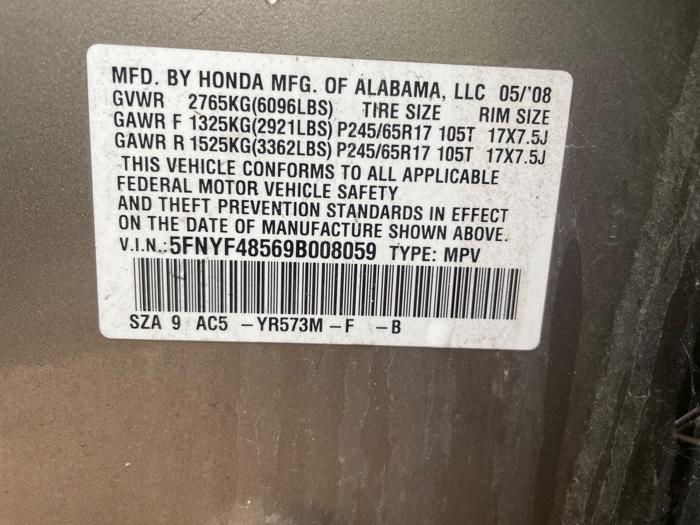 MFD. BY HONDA MFG. OF ALABAMA, LLC 05/'08
GVWR 2765KG(6096LBS) TIRE SIZE RIM SIZE
GAWR F 1325KG(2921LBS) P245/65R17 105T 17X7.5J
GAWR R 1525KG(3362LBS) P245/65R17 105T 17X7.5J
THIS VEHICLE CONFORMS TO ALL APPLICABLE
FEDERAL MOTOR VEHICLE SAFETY
AND THEFT PREVENTION STANDARDS IN EFFECT
ON THE DATE OF MANUFACTURE SHOWN ABOVE.
V.I.N.:5FNYF48569B008059 TYPE: MPV
SZA 9 AC5 -YR573M -F -B